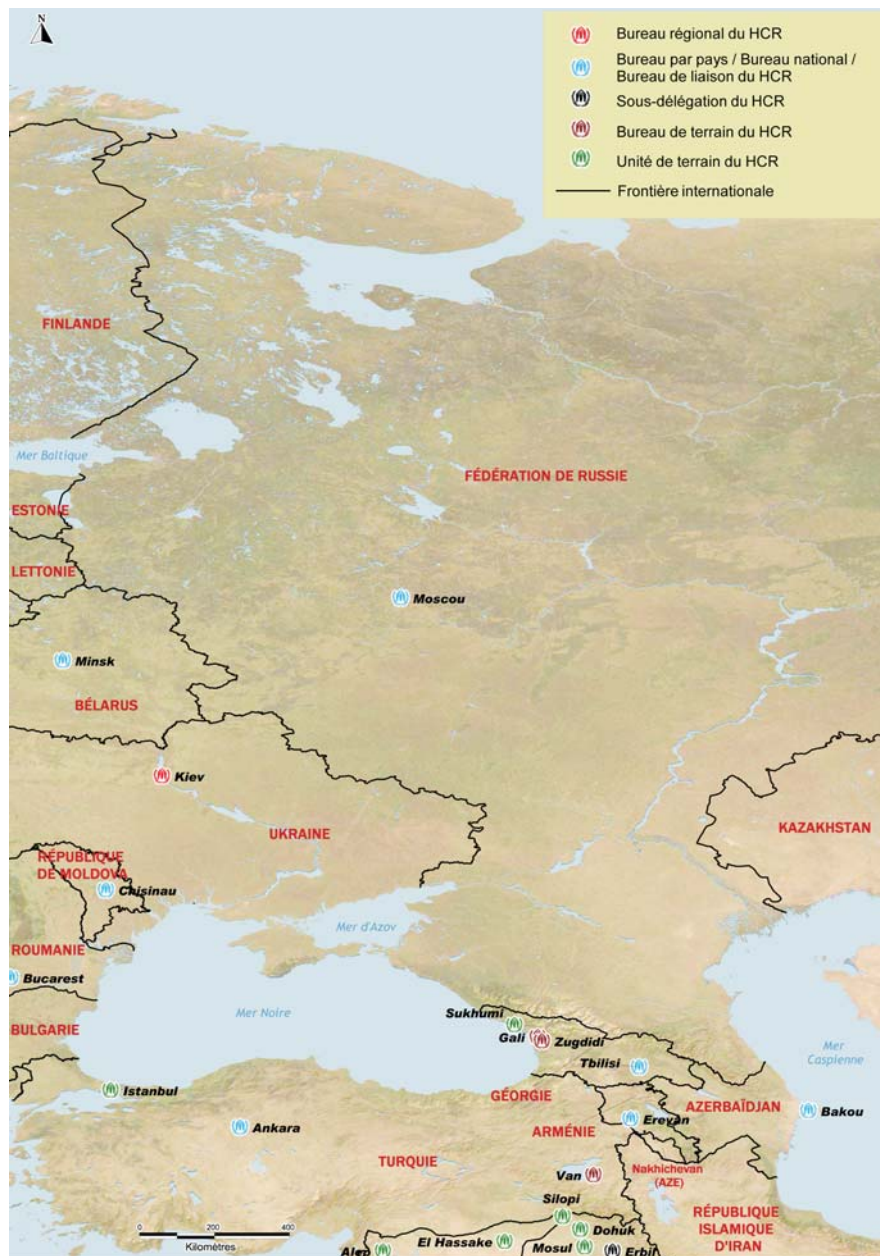 N
Bureau régional du HCR
Bureau par pays / Bureau national /
Bureau de liaison du HCR
Sous-délégation du HCR
Bureau de terrain du HCR
Unité de terrain du HCR
Frontière internationale
FINLANDE
Mer Baltique
FÉDÉRATION DE RUSSIE
ESTONIE
LETTONIE
Moscou
Minsk
BÉLARUS
Kiev
UKRAINE
KAZAKHSTAN
RÉPUBLIQUE
DE MOLDOVA
Chisinau
Mer d'Azov
ROUMANIE
Bucarest
Mer Noire
BULGARIE
Sukhumi
Gali
Zugdidi
Tbilisi
Mer
Caspienne
Istanbul
GÉORGIE
AZERBAÏDJAN
Bakou
Ankara
ARMÉNIE
Erevan
TURQUIE
Van
Nakhichevan
(AZE)
Silopi
RÉPUBLIQUE
ISLAMIQUE
D'IRAN
Dohuk
El Hassake
Mosul
Erbil
Alep
0 200 400
Kilomètres